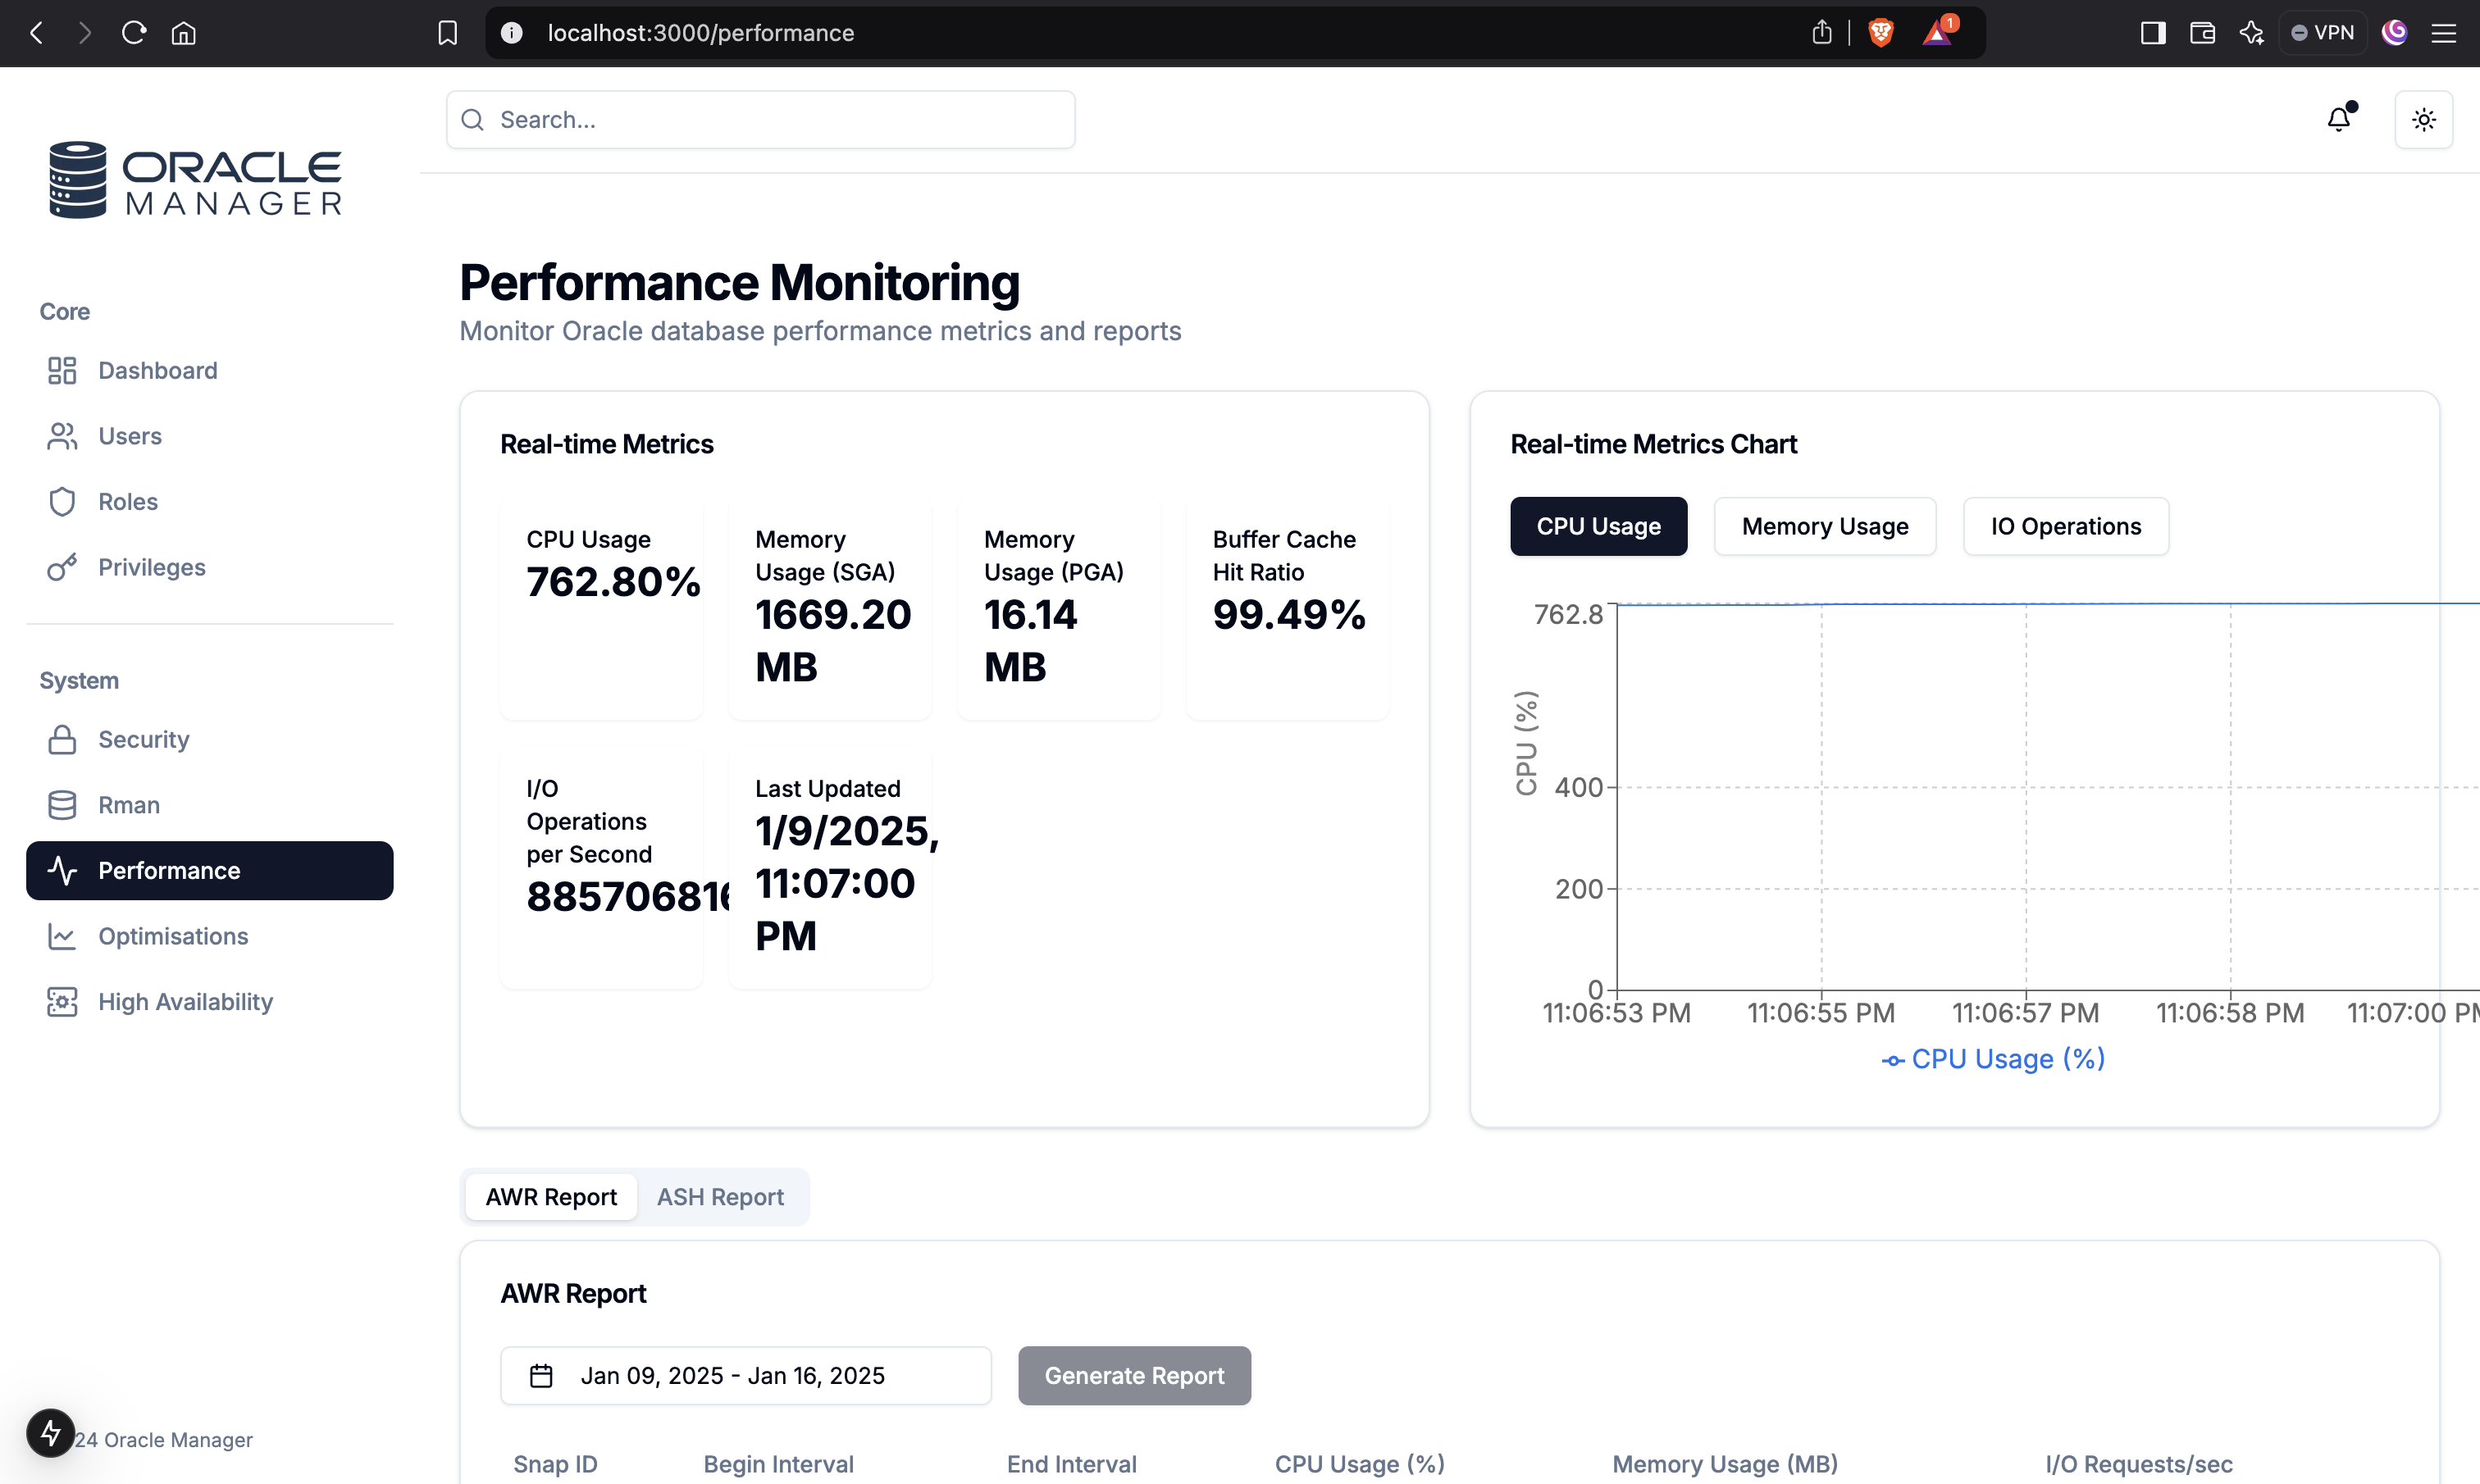 localhost:3000/performance
1
VPN
ORACLE
MANAGER
Search...
Core
Dashboard
Users
Roles
Privileges
System
Security
Rman
Performance
Optimisations
High Availability
24 Oracle Manager
Performance Monitoring
Monitor Oracle database performance metrics and reports
Real-time Metrics
CPU Usage
762.80%
Memory
Usage (SGA)
1669.20
MB
Memory
Usage (PGA)
16.14
MB
Buffer Cache
Hit Ratio
99.49%
I/O
Operations
per Second
88570681
Last Updated
1/9/2025,
11:07:00
PM
Real-time Metrics Chart
CPU Usage
Memory Usage
IO Operations
762.8
400
200
0
CPU (%)
11:06:53 PM
11:06:55 PM
11:06:57 PM
11:06:58 PM
11:07:00 PM
CPU Usage (%)
AWR Report
ASH Report
AWR Report
Jan 09, 2025 - Jan 16, 2025
Generate Report
Snap ID
Begin Interval
End Interval
CPU Usage (%)
Memory Usage (MB)
I/O Requests/sec